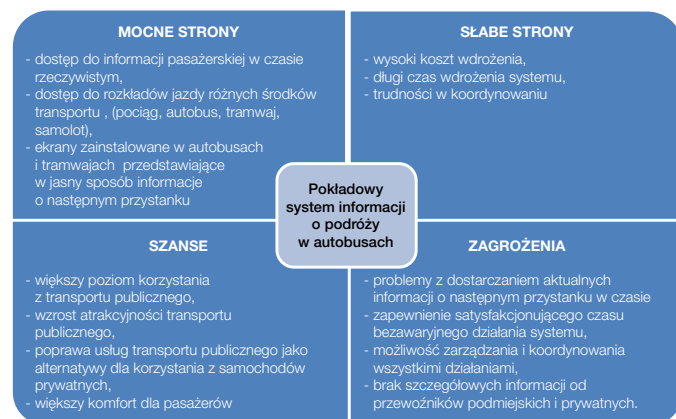 MOCNE STRONY
- dostęp do informacji pasażerskiej w czasie
rzeczywistym,
- dostęp do rozkładów jazdy różnych środków
transportu , (pociąg, autobus, tramwaj,
samolot),
- ekrany zainstalowane w autobusach
i tramwajach przedstawiające
w jasny sposób informacje
o następnym przystanku
SŁABE STRONY
- wysoki koszt wdrożenia,
- długi czas wdrożenia systemu,
- trudności w koordynowaniu
Pokładowy
system informacji
o podróży
w autobusach
SZANSE
- większy poziom korzystania
z transportu publicznego,
- wzrost atrakcyjności transportu
publicznego,
- poprawa usług transportu publicznego jako
alternatywy dla korzystania z samochodów
prywatnych,
- większy komfort dla pasażerów
ZAGROŻENIA
- problemy z dostarczaniem aktualnych
informacji o następnym przystanku w czasie
- zapewnienie satysfakcjonującego czasu
bezawaryjnego działania systemu,
- możliwość zarządzania i koordynowania
wszystkimi działaniami,
- brak szczegółowych informacji od
przewoźników podmiejskich i prywatnych.